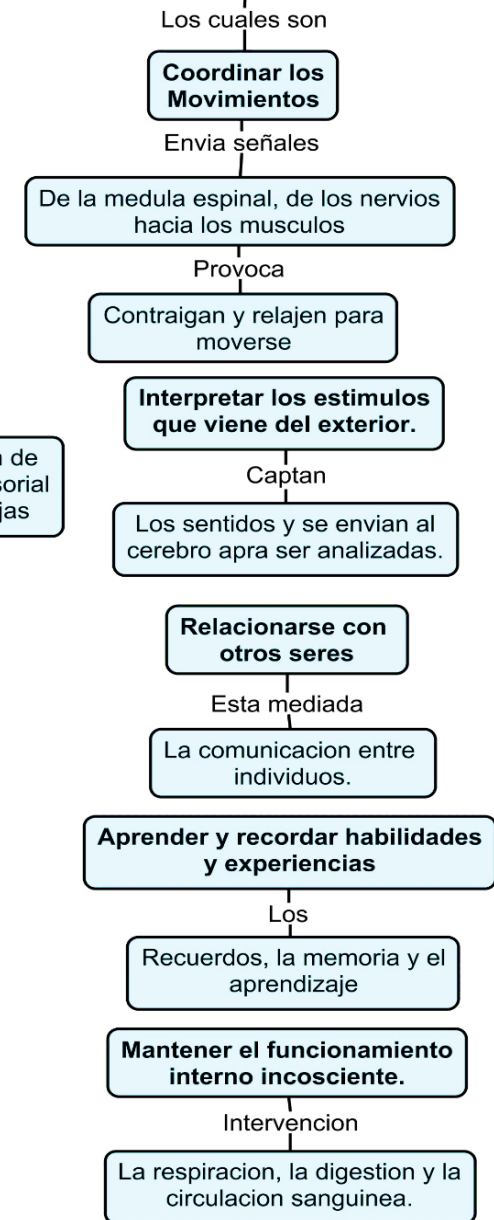 Los cuales son
Coordinar los
Movimientos
Envia señales
De la medula espinal, de los nervios
hacia los musculos
Provoca
Contraigan y relajen para
moverse
Interpretar los estimulos
que viene del exterior.
de
Captan
Los sentidos y se envian al
cerebro apra ser analizadas.
Relacionarse con
otros seres
Esta mediada
La comunicacion entre
individuos.
Aprender y recordar habilidades
y experiencias
Los
Recuerdos, la memoria y el
aprendizaje
Mantener el funcionamiento
interno incosciente.
Intervencion
La respiracion, la digestion y la
circulacion sanguinea.